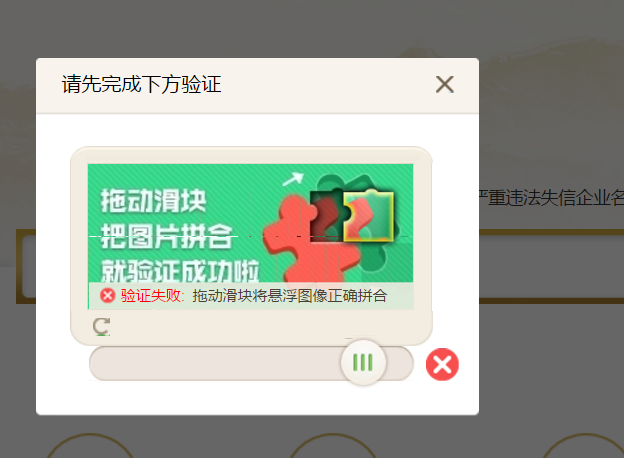 请先完成下方验证
严重违法失信企业名
拖动滑块
把图片拼合
就验证成功啦
验证失败: 拖动滑块将悬浮图像正确拼合